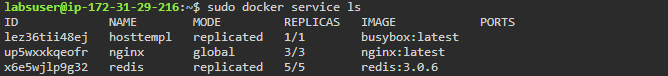 labsuser@ip-172-31-29-216:~$ sudo docker service ls
ID NAME MODE REPLICAS IMAGE PORTS
lez36tii48ej hosttempl replicated 1/1 busybox:latest
up5wxxkqeofr nginx global 3/3 nginx:latest
x6e5wjlp9g32 redis replicated 5/5 redis:3.0.6